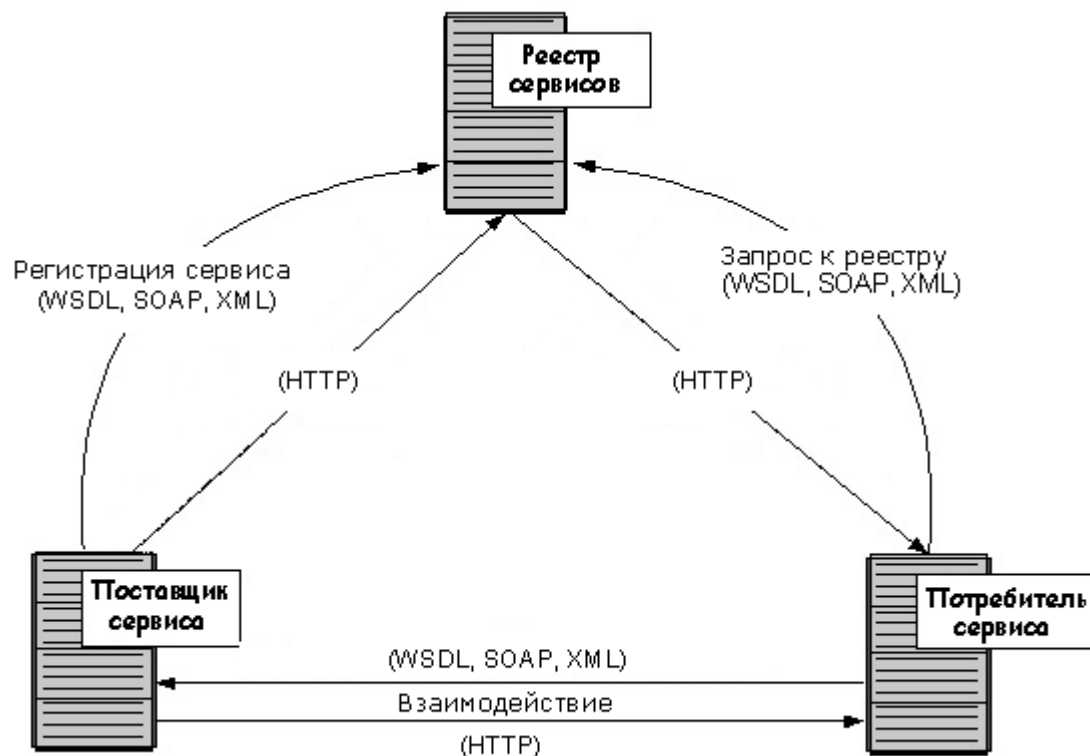 Реестр
сервисов
Регистрация сервиса
(WSDL, SOAP, XML)
Запрос к реестру
(WSDL, SOAP, XML)
(HTTP)
(HTTP)
Поставщик
сервиса
Потребитель
сервиса
(WSDL, SOAP, XML)
Взаимодействие
(HTTP)